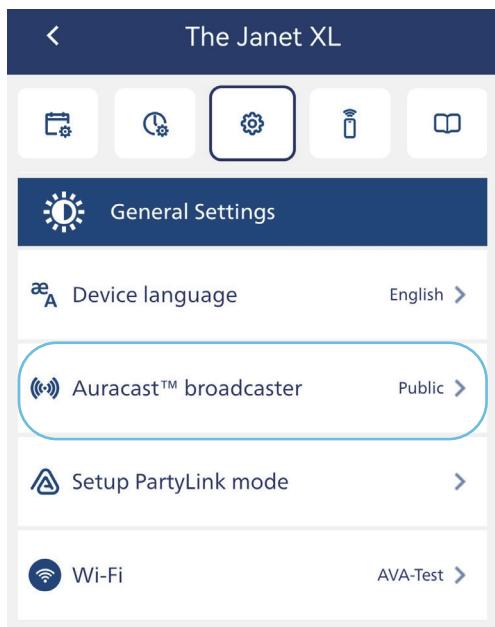 The Janet XL
General Settings
Device language English
Auracast™ broadcaster Public
Setup PartyLink mode
Wi-Fi AVA-Test